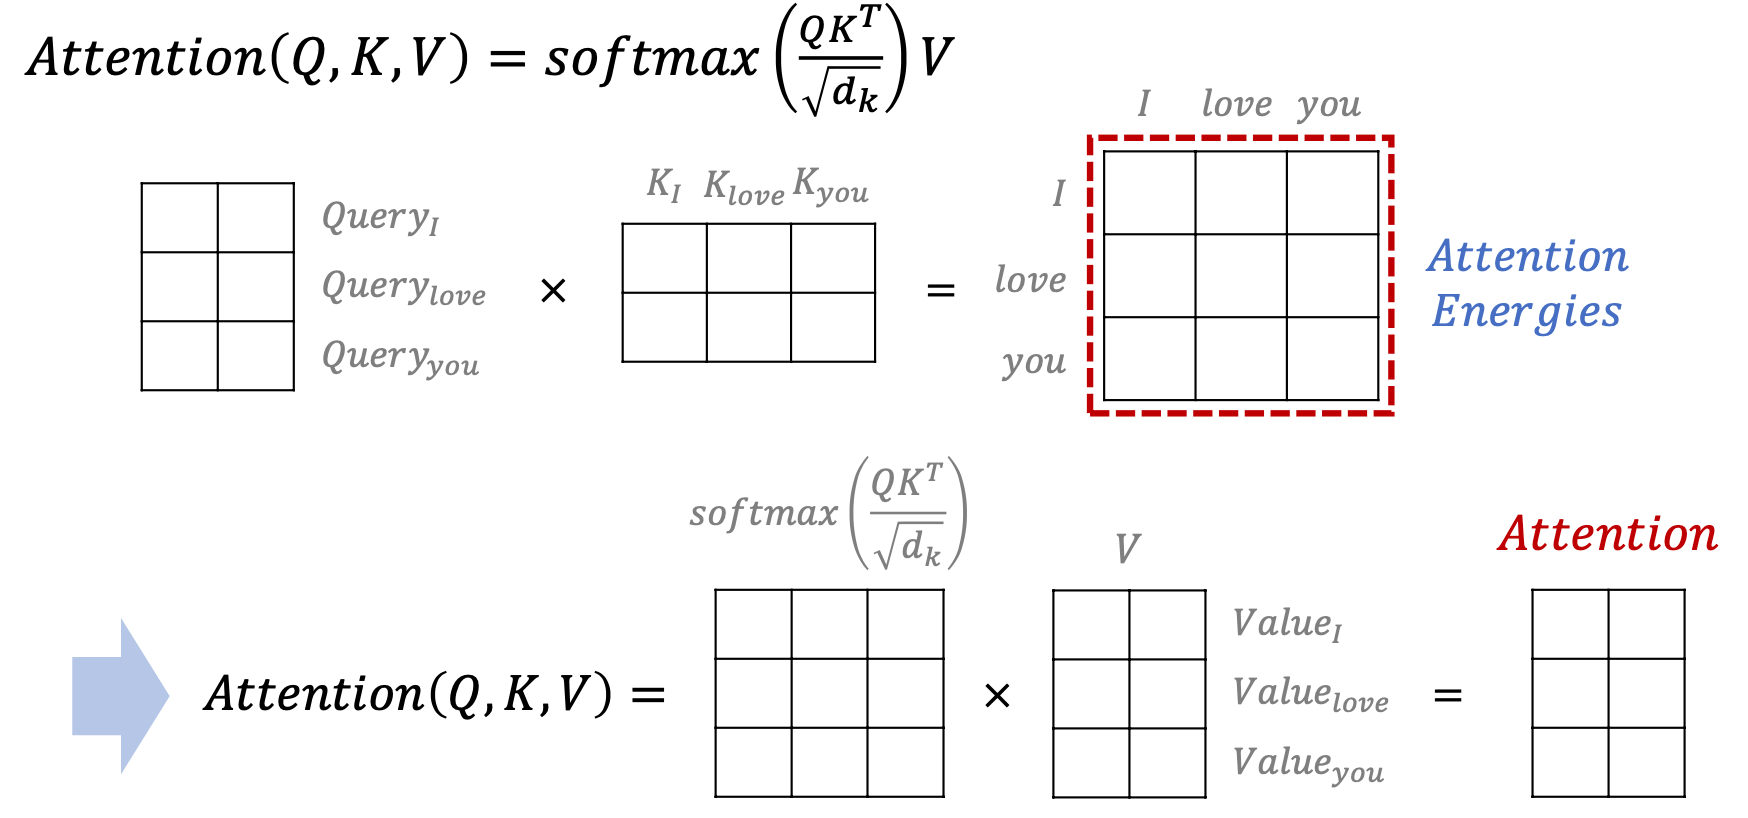 Attention(Q, K, V) = softmax(QK^T / √d_k) V
I love you
K_I K_love K_you
Query_I
Query_love
Query_you
×
=
I
love
you
Attention
Energies
softmax(QK^T / √d_k)
V
Attention
Attention(Q, K, V) =
×
Value_I
Value_love
Value_you
=